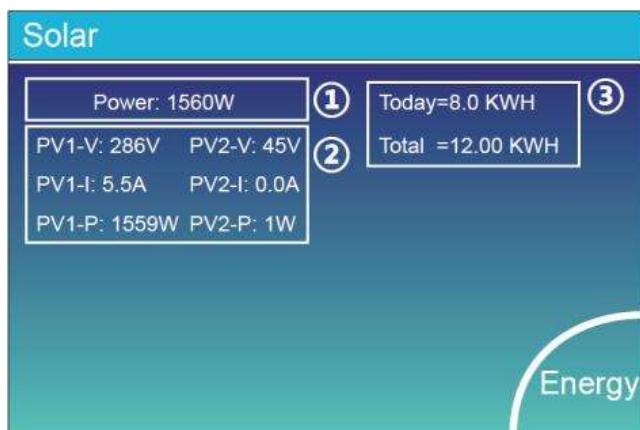 Solar
Power: 1560W
①
PV1-V: 286V PV2-V: 45V
②
PV1-I: 5.5A PV2-I: 0.0A
PV1-P: 1559W PV2-P: 1W
Today=8.0 KWH
③
Total =12.00 KWH
Energy